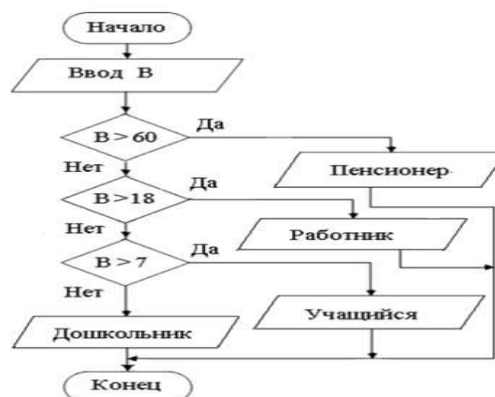 Начало
Ввод В
В > 60
Да
Нет
Пенсионер
В >18
Да
Нет
Работник
В > 7
Да
Нет
Учащийся
Дошкольник
Конец